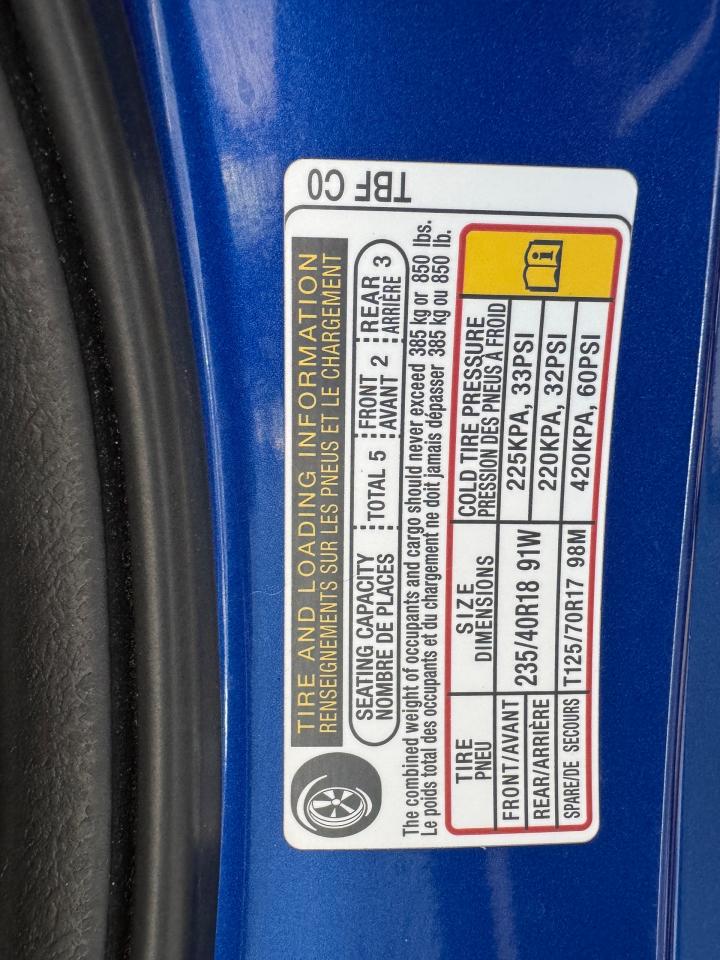 TIRE AND LOADING INFORMATION
RENSEIGNEMENTS SUR LES PNEUS ET LE CHARGEMENT
SEATING CAPACITY
NOMBRE DE PLACES
TOTAL 5
FRONT
AVANT 2
REAR
ARRIÈRE 3
The combined weight of occupants and cargo should never exceed 385 kg or 850 lbs.
Le poids total des occupants et du chargement ne doit jamais dépasser 385 kg ou 850 lb.
TIRE
PNEU
SIZE
DIMENSIONS
COLD TIRE PRESSURE
PRESSION DES PNEUS À FROID
FRONT/AVANT
235/40R18 91W
225KPA, 33PSI
REAR/ARRIÈRE
220KPA, 32PSI
SPARE/DE SECOURS
T125/70R17 98M
420KPA, 60PSI
i
TBF C0